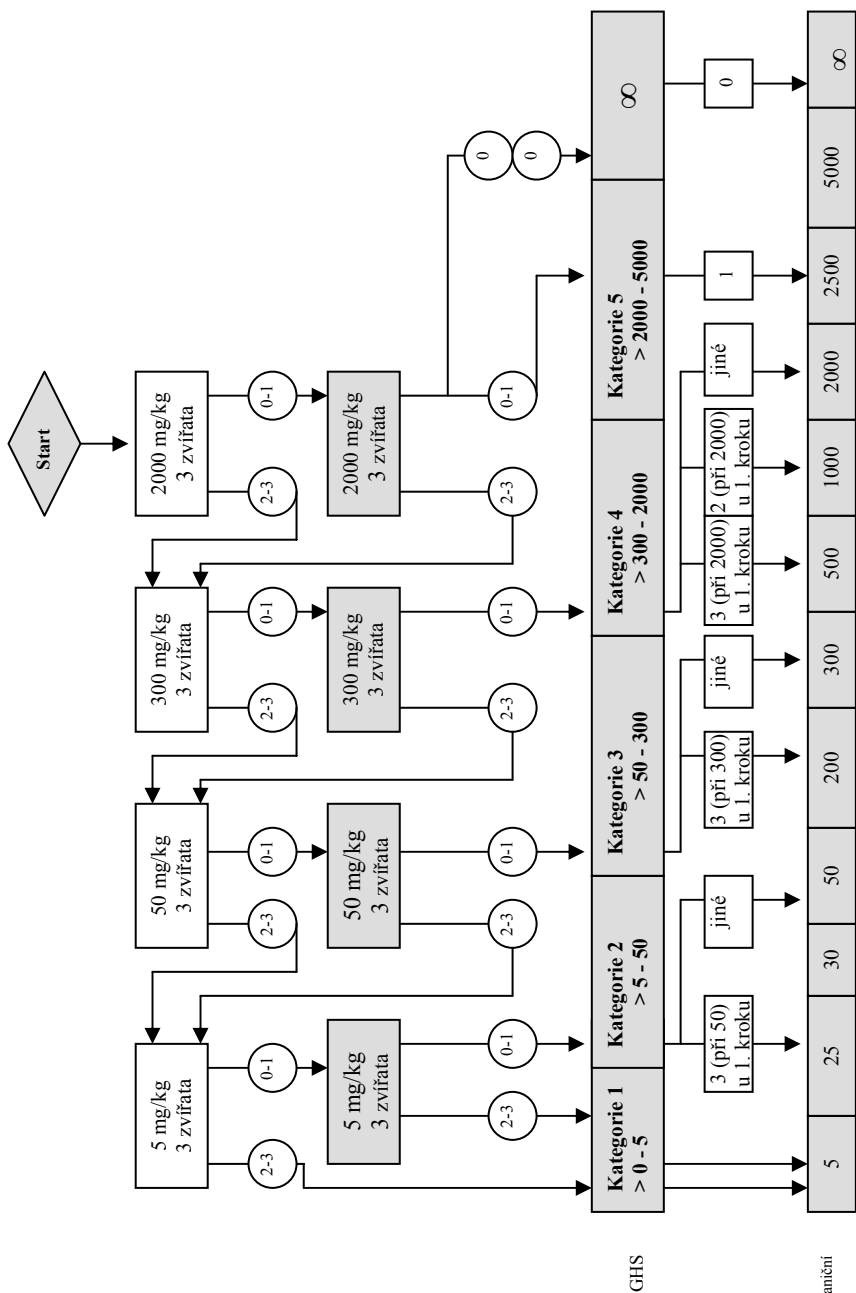 Start
5 mg/kg
3 zvířata
50 mg/kg
3 zvířata
300 mg/kg
3 zvířata
2000 mg/kg
3 zvířata
2-3
0-1
2-3
0-1
2-3
0-1
2-3
0-1
5 mg/kg
3 zvířata
50 mg/kg
3 zvířata
300 mg/kg
3 zvířata
2000 mg/kg
3 zvířata
2-3
0-1
2-3
0-1
2-3
0-1
2-3
0-1
0
0
GHS
Kategorie 1
> 0 - 5
Kategorie 2
> 5 - 50
Kategorie 3
> 50 - 300
Kategorie 4
> 300 - 2000
Kategorie 5
> 2000 - 5000
∞
3 (při 50)
u 1. kroku
jiné
3 (při 300)
u 1. kroku
jiné
3 (při 2000)
u 1. kroku
2 (při 2000)
u 1. kroku
jiné
1
0
aniční
5
25
30
50
200
300
500
1000
2000
2500
5000
∞